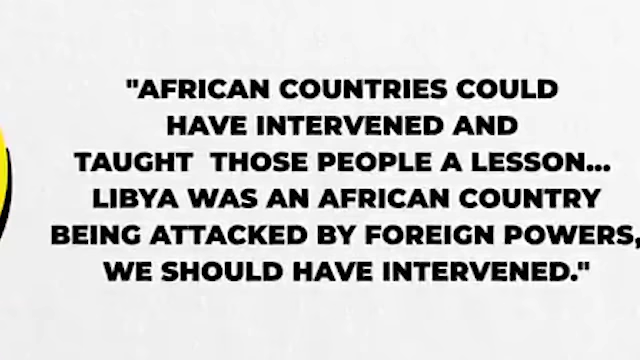 "AFRICAN COUNTRIES COULD
HAVE INTERVENED AND
TAUGHT THOSE PEOPLE A LESSON...
LIBYA WAS AN AFRICAN COUNTRY
BEING ATTACKED BY FOREIGN POWERS,
WE SHOULD HAVE INTERVENED."